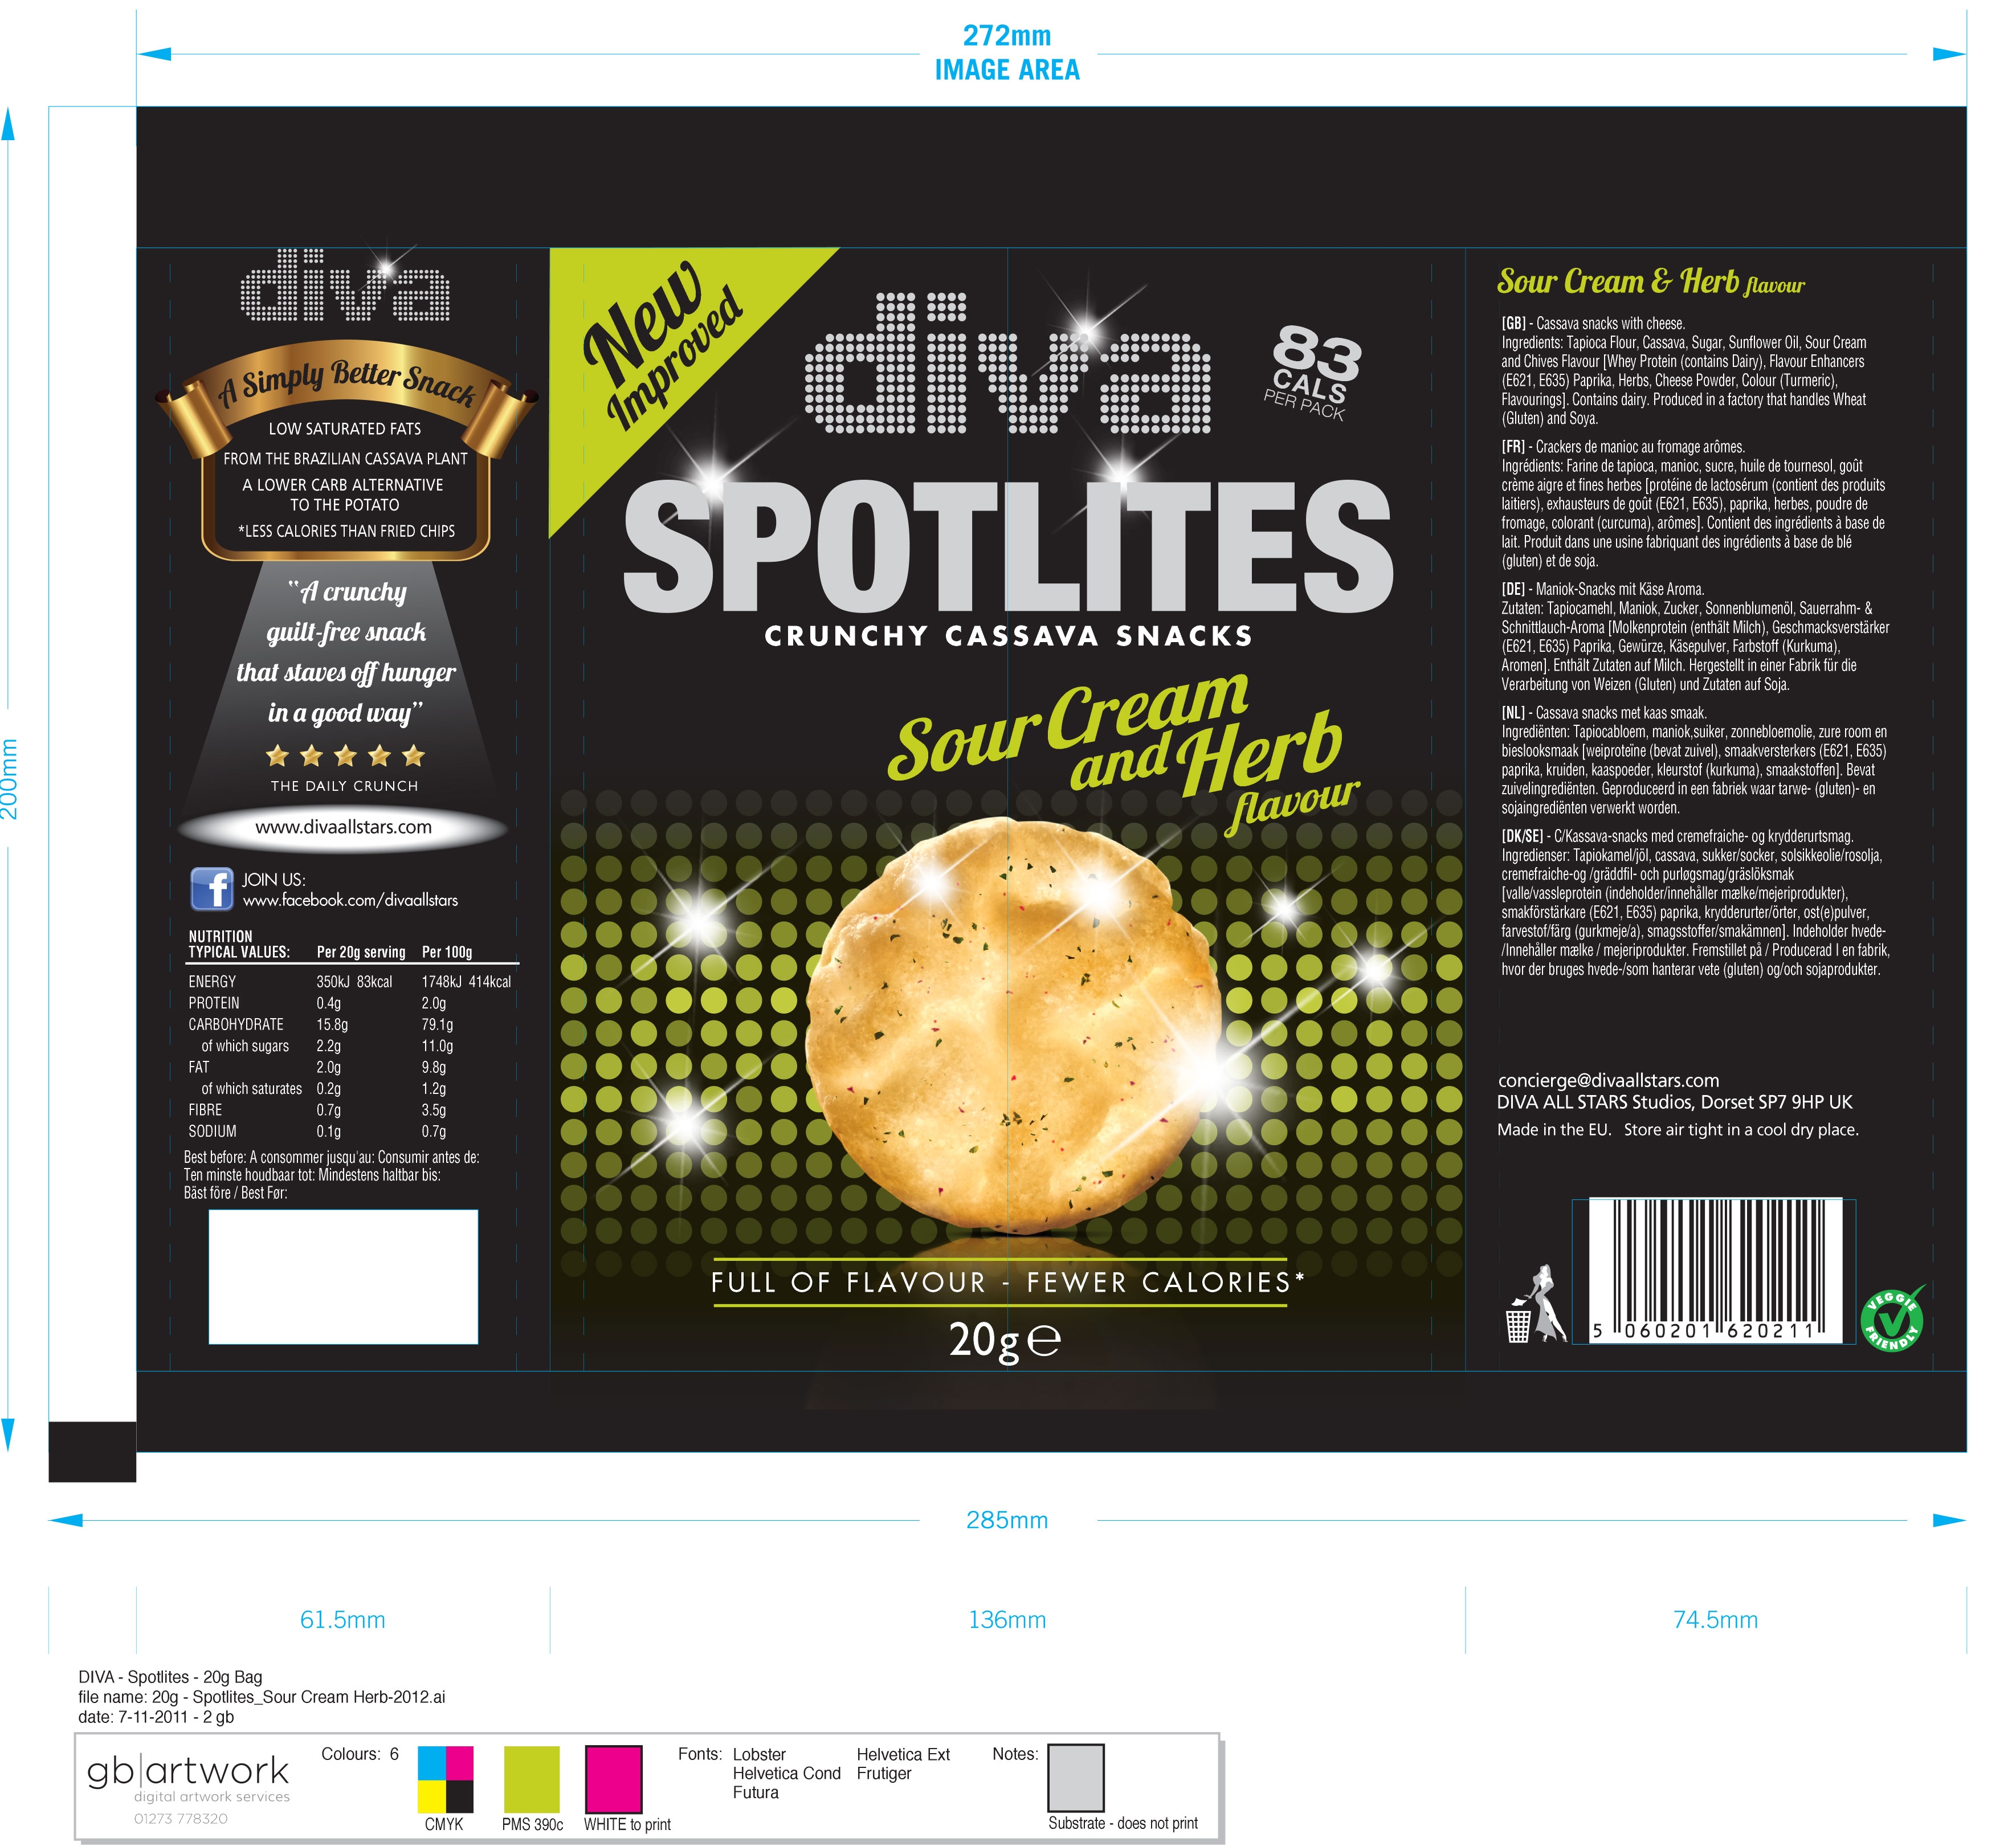 272mm
IMAGE AREA
200mm
diva
A Simply Better Snack
LOW SATURATED FATS
FROM THE BRAZILIAN CASSAVA PLANT
A LOWER CARB ALTERNATIVE
TO THE POTATO
*LESS CALORIES THAN FRIED CHIPS
"A crunchy
guilt-free snack
that staves off hunger
in a good way"
THE DAILY CRUNCH
www.divaallstars.com
f
JOIN US:
www.facebook.com/divaallstars
NUTRITION
TYPICAL VALUES: Per 20g serving Per 100g
ENERGY 350kJ 83kcal 1748kJ 414kcal
PROTEIN 0.4g 2.0g
CARBOHYDRATE 15.8g 79.1g
of which sugars 2.2g 11.0g
FAT 2.0g 9.8g
of which saturates 0.2g 1.2g
FIBRE 0.7g 3.5g
SODIUM 0.1g 0.7g
Best before: A consommer jusqu'au: Consumir antes de:
Ten minste houdbaar tot: Mindestens haltbar bis:
Bäst före / Best Før:
New
Improved
diva
83
CALS
PER PACK
SPOTLITES
CRUNCHY CASSAVA SNACKS
Sour Cream
and Herb
flavour
FULL OF FLAVOUR - FEWER CALORIES*
20g e
Sour Cream & Herb flavour
[GB] - Cassava snacks with cheese.
Ingredients: Tapioca Flour, Cassava, Sugar, Sunflower Oil, Sour Cream
and Chives Flavour [Whey Protein (contains Dairy), Flavour Enhancers
(E621, E635) Paprika, Herbs, Cheese Powder, Colour (Turmeric),
Flavourings]. Contains dairy. Produced in a factory that handles Wheat
(Gluten) and Soya.
[FR] - Crackers de manioc au fromage arômes.
Ingrédients: Farine de tapioca, manioc, sucre, huile de tournesol, goût
crème aigre et fines herbes [protéine de lactosérum (contient des produits
laitiers), exhausteurs de goût (E621, E635), paprika, herbes, poudre de
fromage, colorant (curcuma), arômes]. Contient des ingrédients à base de
lait. Produit dans une usine fabriquant des ingrédients à base de blé
(gluten) et de soja.
[DE] - Maniok-Snacks mit Käse Aroma.
Zutaten: Tapiocamehl, Maniok, Zucker, Sonnenblumenöl, Sauerrahm- &
Schnittlauch-Aroma [Molkenprotein (enthält Milch), Geschmacksverstärker
(E621, E635) Paprika, Gewürze, Käsepulver, Farbstoff (Kurkuma),
Aromen]. Enthält Zutaten auf Milch. Hergestellt in einer Fabrik für die
Verarbeitung von Weizen (Gluten) und Zutaten auf Soja.
[NL] - Cassava snacks met kaas smaak.
Ingrediënten: Tapiocabloem, maniok,suiker, zonnebloemolie, zure room en
bieslooksmaak [weiproteïne (bevat zuivel), smaakversterkers (E621, E635)
paprika, kruiden, kaaspoeder, kleurstof (kurkuma), smaakstoffen]. Bevat
zuivelingrediënten. Geproduceerd in een fabriek waar tarwe- (gluten)- en
sojaingrediënten verwerkt worden.
[DK/SE] - C/Kassava-snacks med cremefraiche- og krydderurtsmag.
Ingredienser: Tapiokamel/jöl, cassava, sukker/socker, solsikkeolie/rosolja,
cremefraiche-og /gräddfil- och purløgsmag/gräslöksmak
[valle/vassleprotein (indeholder/innehåller mælke/mejeriprodukter),
smakförstärkare (E621, E635) paprika, krydderurter/örter, ost(e)pulver,
farvestof/färg (gurkmeje/a), smagsstoffer/smakämnen]. Indeholder hvede-
/Innehåller mælke / mejeriprodukter. Fremstillet på / Producerad I en fabrik,
hvor der bruges hvede-/som hanterar vete (gluten) og/och sojaprodukter.
concierge@divaallstars.com
DIVA ALL STARS Studios, Dorset SP7 9HP UK
Made in the EU. Store air tight in a cool dry place.
5 060201 620211
VEGGIE
FRIENDLY
285mm
61.5mm 136mm 74.5mm
DIVA - Spotlites - 20g Bag
file name: 20g - Spotlites_Sour Cream Herb-2012.ai
date: 7-11-2011 - 2 gb
gb|artwork
digital artwork services
01273 778320
Colours: 6
CMYK
PMS 390c
WHITE to print
Fonts: Lobster Helvetica Ext
Helvetica Cond Frutiger
Futura
Notes:
Substrate - does not print